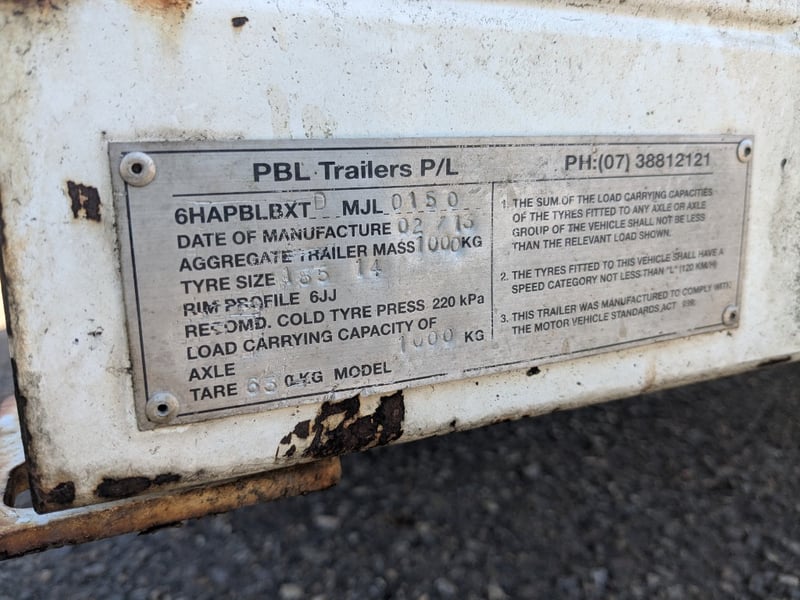 PBL Trailers P/L
PH:(07) 38812121
6HAPBLBXT D MJL 0150
DATE OF MANUFACTURE 02 / 13
AGGREGATE TRAILER MASS 1000KG
TYRE SIZE 14
RIM PROFILE 6JJ
RECOMD. COLD TYRE PRESS 220 kPa
LOAD CARRYING CAPACITY OF
AXLE 1000 KG
TARE KG MODEL
1. THE SUM OF THE LOAD CARRYING CAPACITIES
OF THE TYRES FITTED TO ANY AXLE OR AXLE
GROUP OF THE VEHICLE SHALL NOT BE LESS
THAN THE RELEVANT LOAD SHOWN.
2. THE TYRES FITTED TO THIS VEHICLE SHALL HAVE A
SPEED CATEGORY NOT LESS THAN "L" (120 KM/H)
3. THIS TRAILER WAS MANUFACTURED TO COMPLY WITH
THE MOTOR VEHICLE STANDARDS ACT